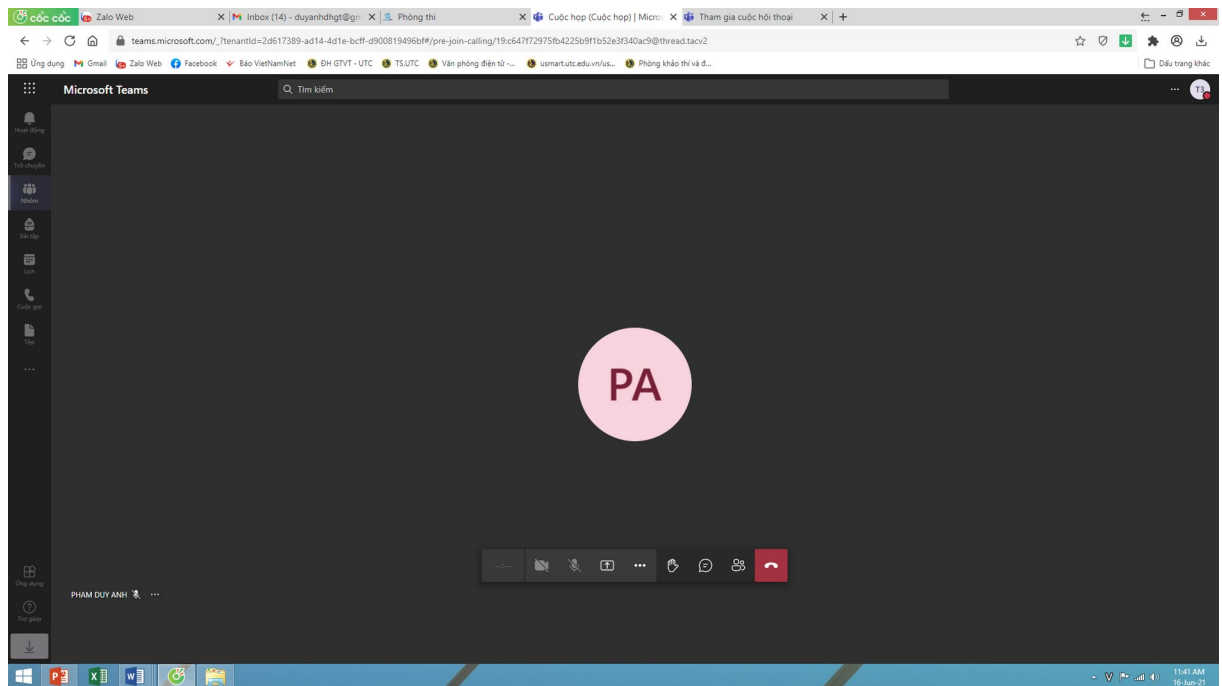 cốc cốc
Zalo Web
Inbox (14) - duyanhdhgt@gm
Phòng thi
Cuộc họp (Cuộc họp) | Micro
Tham gia cuộc hội thoại
teams.microsoft.com/_?tenantId=2d617389-ad14-4d1e-bcff-d900819496bf#/pre-join-calling/19:c647f72975fb4225b9f1b52e3f340ac9@thread.tacv2
Ứng dụng
Gmail
Zalo Web
Facebook
Báo VietNamNet
ĐH GTVT - UTC
TS.UTC
Văn phòng điện tử -...
usmart.utc.edu.vn/us...
Phòng khảo thí và đ...
Dấu trang khác
Microsoft Teams
Tìm kiếm
T3
Hoạt động
Trò chuyện
Nhóm
Bài tập
Lịch
Cuộc gọi
Tệp
PA
--:--
Ứng dụng
PHAM DUY ANH
Trợ giúp
11:41 AM
16-Jun-21